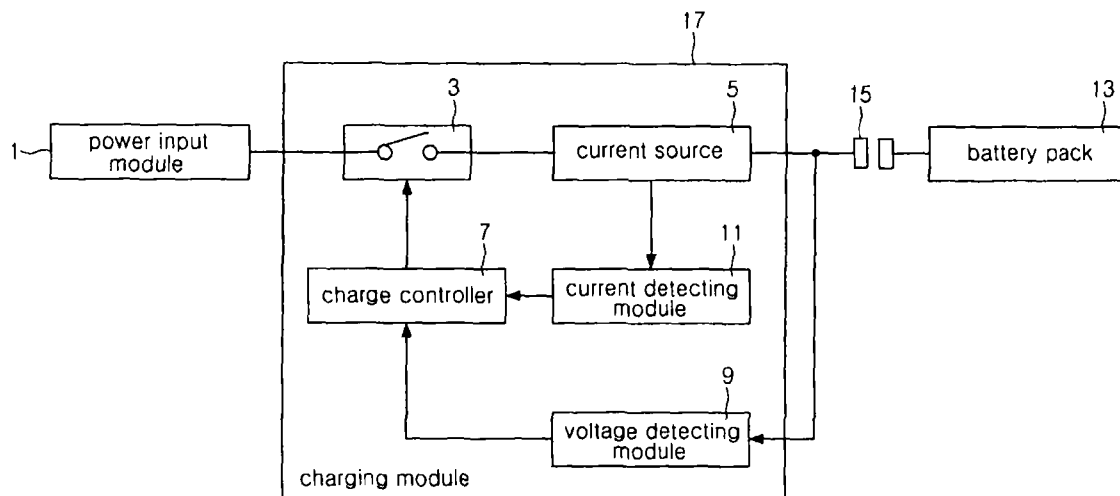 17
3
5
15
13
1
power input
module
current source
battery pack
7
11
charge controller
current detecting
module
9
voltage detecting
module
charging module